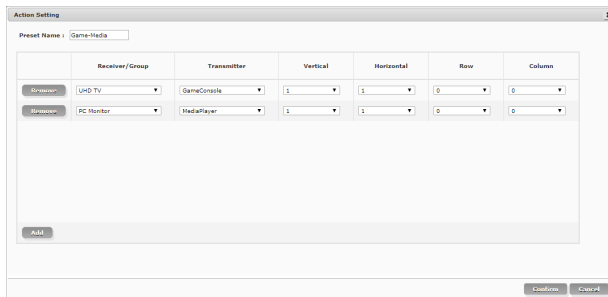 Action Setting
Preset Name : Game-Media
Receiver/Group Transmitter Vertical Horizontal Row Column
Remove UHD TV GameConsole 1 1 0 0
Remove PC Monitor MediaPlayer 1 1 0 0
Add
Confirm Cancel